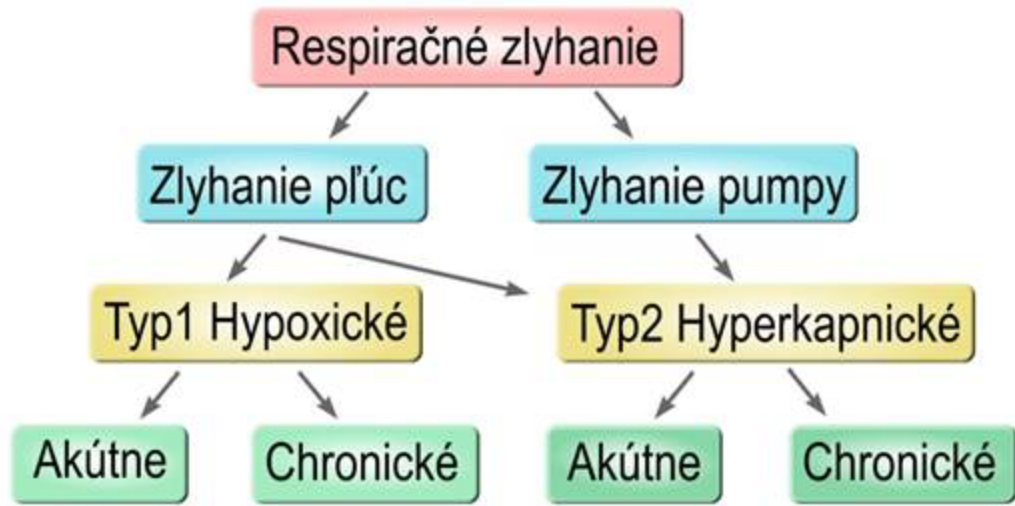 Respiračné zlyhanie
Zlyhanie pľúc
Zlyhanie pumpy
Typ1 Hypoxické
Typ2 Hyperkapnické
Akútne
Chronické
Akútne
Chronické